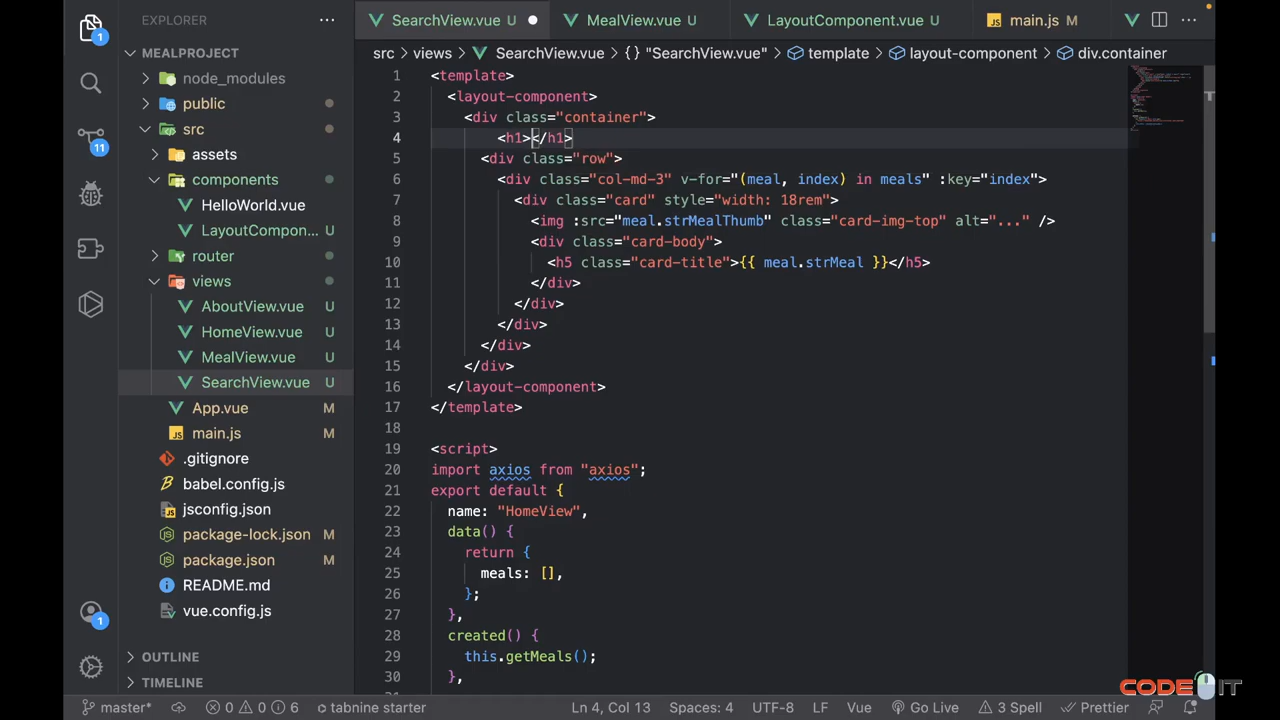 1
11
1
EXPLORER ...
MEALPROJECT
node_modules
public
src
assets
components
HelloWorld.vue
LayoutCompon... U
router
views
AboutView.vue U
HomeView.vue U
MealView.vue U
SearchView.vue U
App.vue M
main.js M
.gitignore
babel.config.js
jsconfig.json
package-lock.json M
package.json M
README.md
vue.config.js
OUTLINE
TIMELINE
SearchView.vue U MealView.vue U LayoutComponent.vue U JS main.js M
src > views > SearchView.vue > {} "SearchView.vue" > template > layout-component > div.container
1 <template>
2 <layout-component>
3 <div class="container">
4 <h1></h1>
5 <div class="row">
6 <div class="col-md-3" v-for="(meal, index) in meals" :key="index">
7 <div class="card" style="width: 18rem">
8 <img :src="meal.strMealThumb" class="card-img-top" alt="..." />
9 <div class="card-body">
10 <h5 class="card-title">{{ meal.strMeal }}</h5>
11 </div>
12 </div>
13 </div>
14 </div>
15 </div>
16 </layout-component>
17 </template>
18
19 <script>
20 import axios from "axios";
21 export default {
22 name: "HomeView",
23 data() {
24 return {
25 meals: [],
26 };
27 },
28 created() {
29 this.getMeals();
30 },
CODE IT
master* 0 0 6 tabnine starter Ln 4, Col 13 Spaces: 4 UTF-8 LF Vue Go Live 3 Spell Prettier